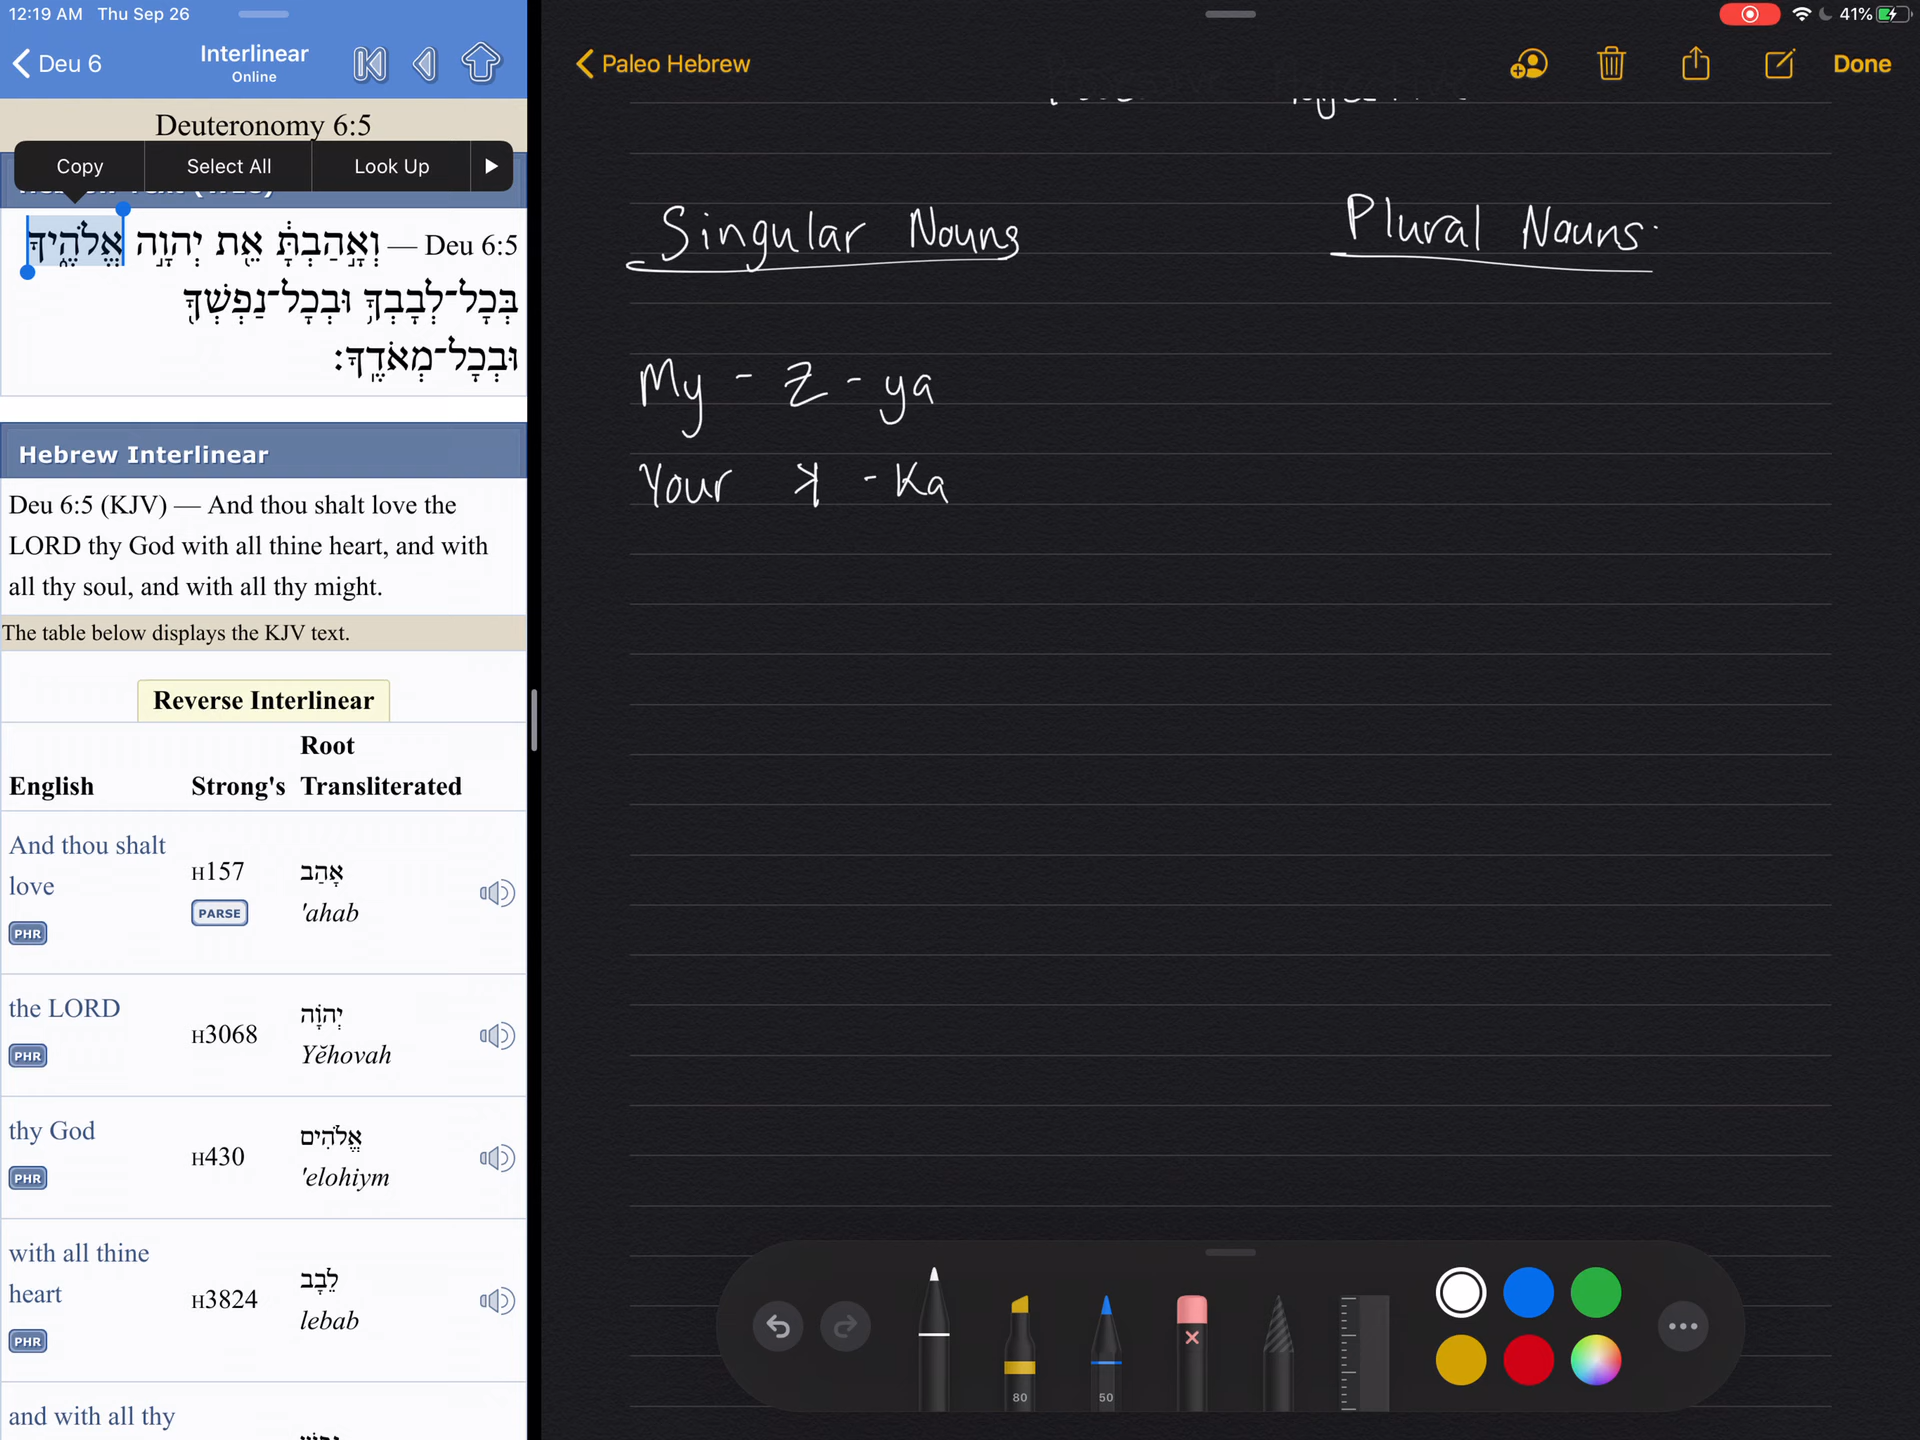 12:19 AM Thu Sep 26
Deu 6
Interlinear
Online
Deuteronomy 6:5
Copy Select All Look Up
Deu 6:5 — וְאָ֣הַבְתָּ֔ אֵ֖ת יְהוָ֣ה אֱלֹהֶ֑יךָ
בְּכָל־לְבָבְךָ֥ וּבְכָל־נַפְשְׁךָ֖
וּבְכָל־מְאֹדֶֽךָ׃
Hebrew Interlinear
Deu 6:5 (KJV) — And thou shalt love the
LORD thy God with all thine heart, and with
all thy soul, and with all thy might.
The table below displays the KJV text.
Reverse Interlinear
English Strong's Root Transliterated
And thou shalt love
PHR
H157
PARSE
אָהַב
'ahab
the LORD
PHR
H3068
יְהֹוָה
Yĕhovah
thy God
PHR
H430
אֱלֹהִים
'elohiym
with all thine heart
PHR
H3824
לֵבָב
lebab
and with all thy
41%
Paleo Hebrew
Done
Singular Nouns
Plural Nouns
My - 𐤉 - ya
Your 𐤊 - Ka
80
50